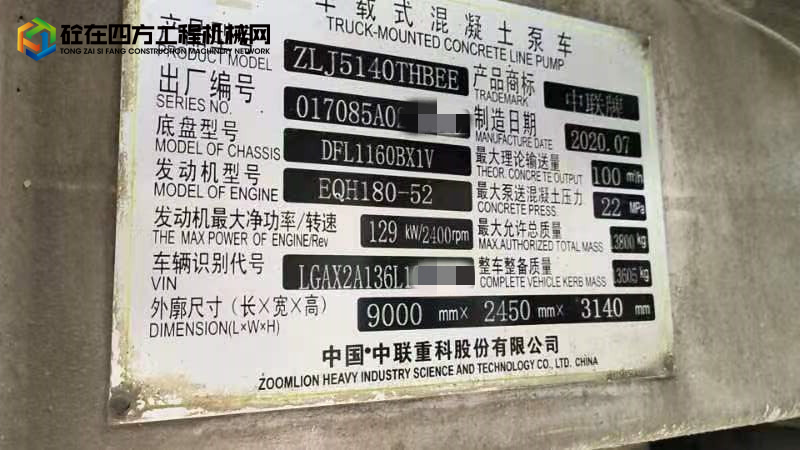 砼在四方工程机械网
TONG ZAI SI FANG CONSTRUCTION MACHINERY NETWORK
车载式混凝土泵车
TRUCK-MOUNTED CONCRETE LINE PUMP
PRODUCT MODEL ZLJ5140THBEE
产品商标 中联牌
TRADEMARK
出厂编号 017085A0
SERIES NO.
制造日期 2020.07
MANUFACTURE DATE
底盘型号 DFL1160BX1V
MODEL OF CHASSIS
最大理论输送量 100 m³/h
THEOR. CONCRETE OUTPUT
发动机型号 EQH180-52
MODEL OF ENGINE
最大泵送混凝土压力 22 MPa
CONCRETE PRESS
发动机最大净功率/转速 129 kW/2400rpm
THE MAX POWER OF ENGINE/Rev
最大允许总质量 13800 kg
MAX.AUTHORIZED TOTAL MASS
车辆识别代号 LGAX2A136L
VIN
整车整备质量 13605 kg
COMPLETE VEHICLE KERB MASS
外廓尺寸（长×宽×高） 9000 mm× 2450 mm× 3140 mm
DIMENSION(L×W×H)
中国·中联重科股份有限公司
ZOOMLION HEAVY INDUSTRY SCIENCE AND TECHNOLOGY CO., LTD. CHINA